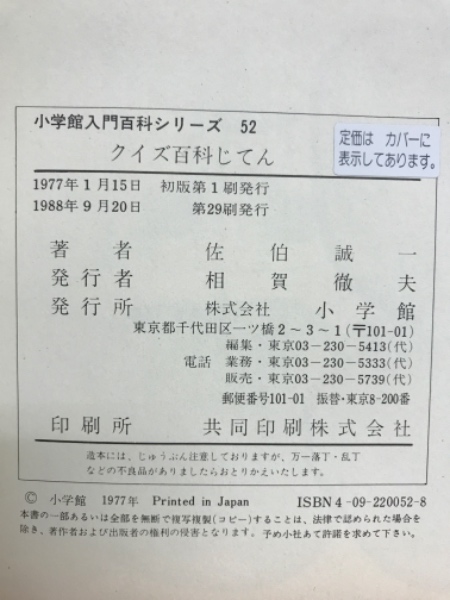 小学館入門百科シリーズ 52
クイズ百科じてん
定価は カバーに
表示してあります。
1977年1月15日 初版第1刷発行
1988年9月20日 第29刷発行
著者 佐伯誠一
発行者 相賀徹夫
発行所 株式会社 小学館
東京都千代田区一ツ橋2〜3〜1(〒101-01)
編集・東京03-230-5413(代)
電話 業務・東京03-230-5333(代)
販売・東京03-230-5739(代)
郵便番号101-01 振替・東京8-200番
印刷所 共同印刷株式会社
造本には、じゅうぶん注意しておりますが、万一落丁・乱丁
などの不良品がありましたらおとりかえいたします。
© 小学館 1977年 Printed in Japan ISBN4-09-220052-8
本書の一部あるいは全部を無断で複写複製(コピー)することは、法律で認められた場合を
除き、著作者および出版者の権利の侵害となります。予め小社あて許諾を求めて下さい。